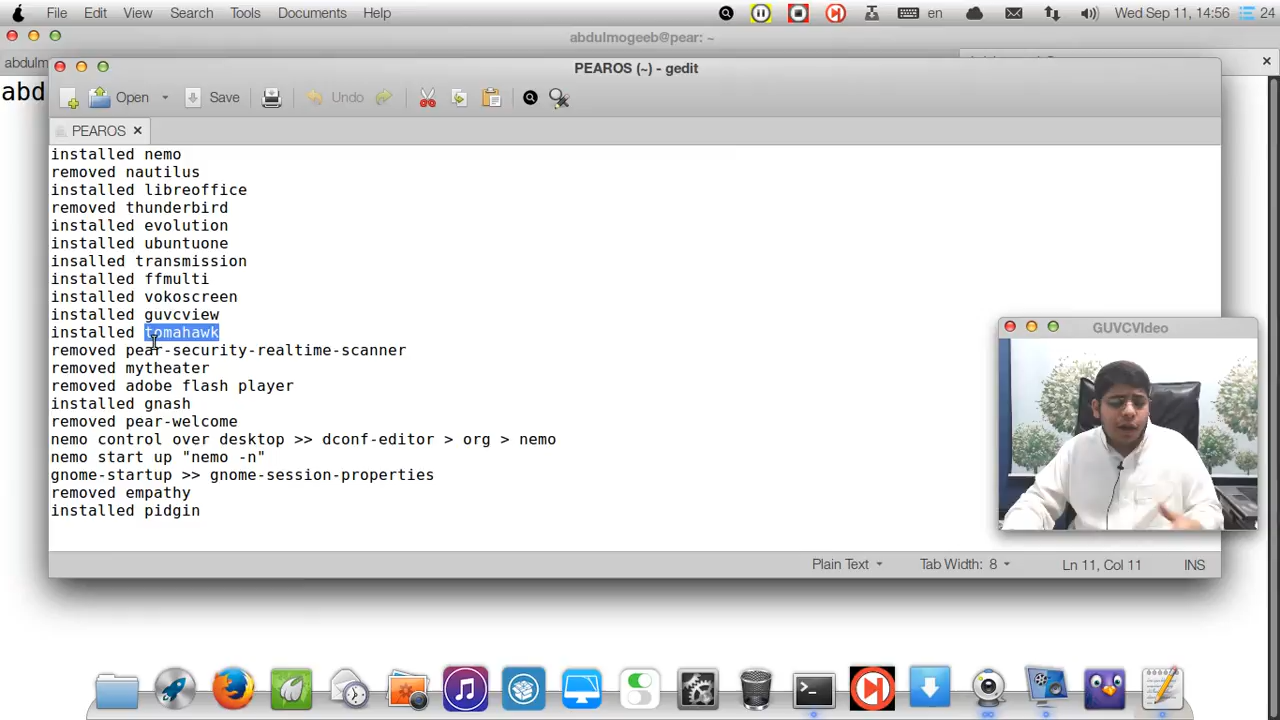 File Edit View Search Tools Documents Help en Wed Sep 11, 14:56 24
abdulmogeeb@pear: ~
abdulm
PEAROS (~) - gedit
abd
Open Save Undo
PEAROS
installed nemo
removed nautilus
installed libreoffice
removed thunderbird
installed evolution
installed ubuntuone
insalled transmission
installed ffmulti
installed vokoscreen
installed guvcview
installed tomahawk
removed pear-security-realtime-scanner
removed mytheater
removed adobe flash player
installed gnash
removed pear-welcome
nemo control over desktop >> dconf-editor > org > nemo
nemo start up "nemo -n"
gnome-startup >> gnome-session-properties
removed empathy
installed pidgin
GUVCVIdeo
Plain Text Tab Width: 8 Ln 11, Col 11 INS